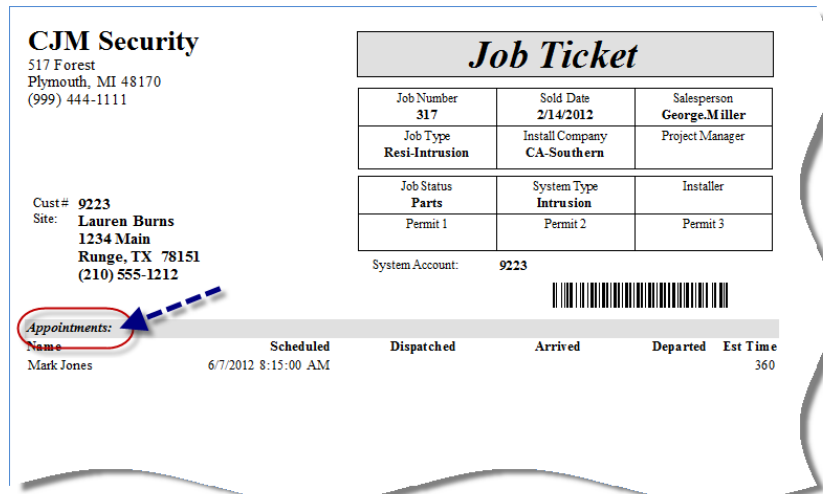 CJM Security
517 Forest
Plymouth, MI 48170
(999) 444-1111
Job Ticket
Job Number Sold Date Salesperson
317 2/14/2012 George.Miller
Job Type Install Company Project Manager
Resi-Intrusion CA-Southern
Job Status System Type Installer
Parts Intrusion
Permit 1 Permit 2 Permit 3
Cust # 9223
Site: Lauren Burns
1234 Main
Runge, TX 78151
(210) 555-1212
System Account: 9223
Appointments:
Name Scheduled Dispatched Arrived Departed Est Time
Mark Jones 6/7/2012 8:15:00 AM 360